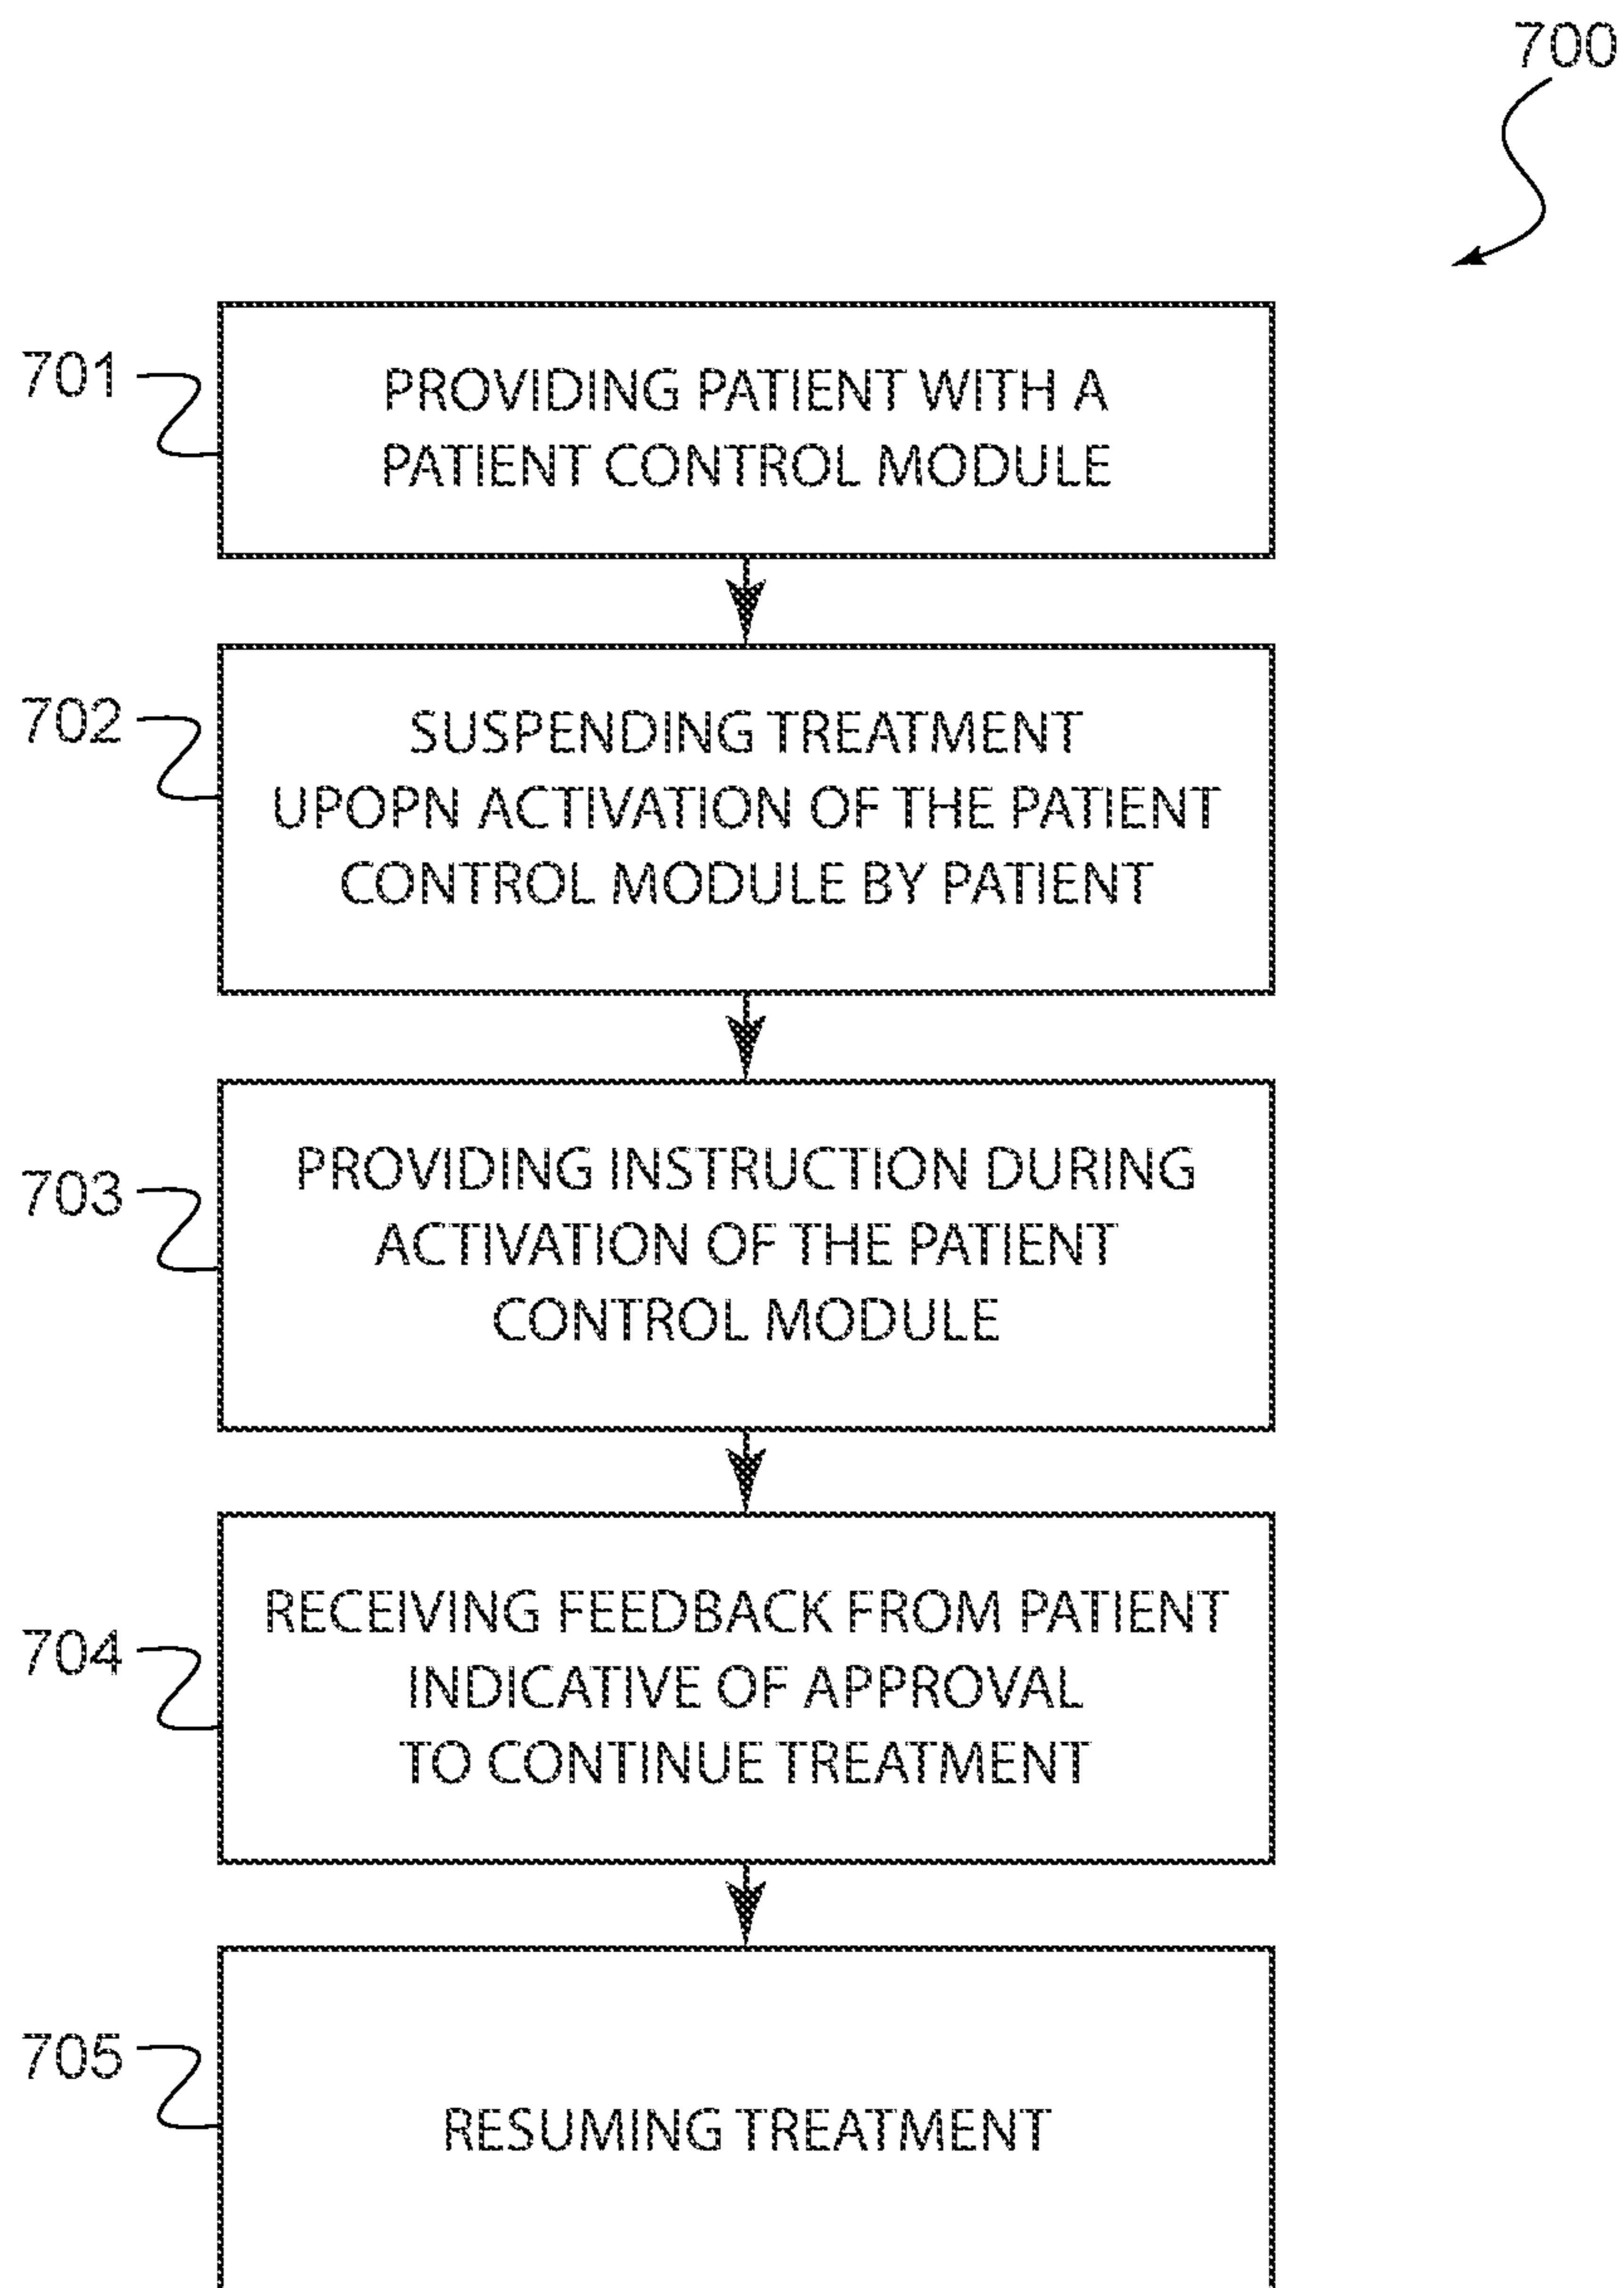 700
701
PROVIDING PATIENT WITH A
PATIENT CONTROL MODULE
702
SUSPENDING TREATMENT
UPOPN ACTIVATION OF THE PATIENT
CONTROL MODULE BY PATIENT
703
PROVIDING INSTRUCTION DURING
ACTIVATION OF THE PATIENT
CONTROL MODULE
704
RECEIVING FEEDBACK FROM PATIENT
INDICATIVE OF APPROVAL
TO CONTINUE TREATMENT
705
RESUMING TREATMENT